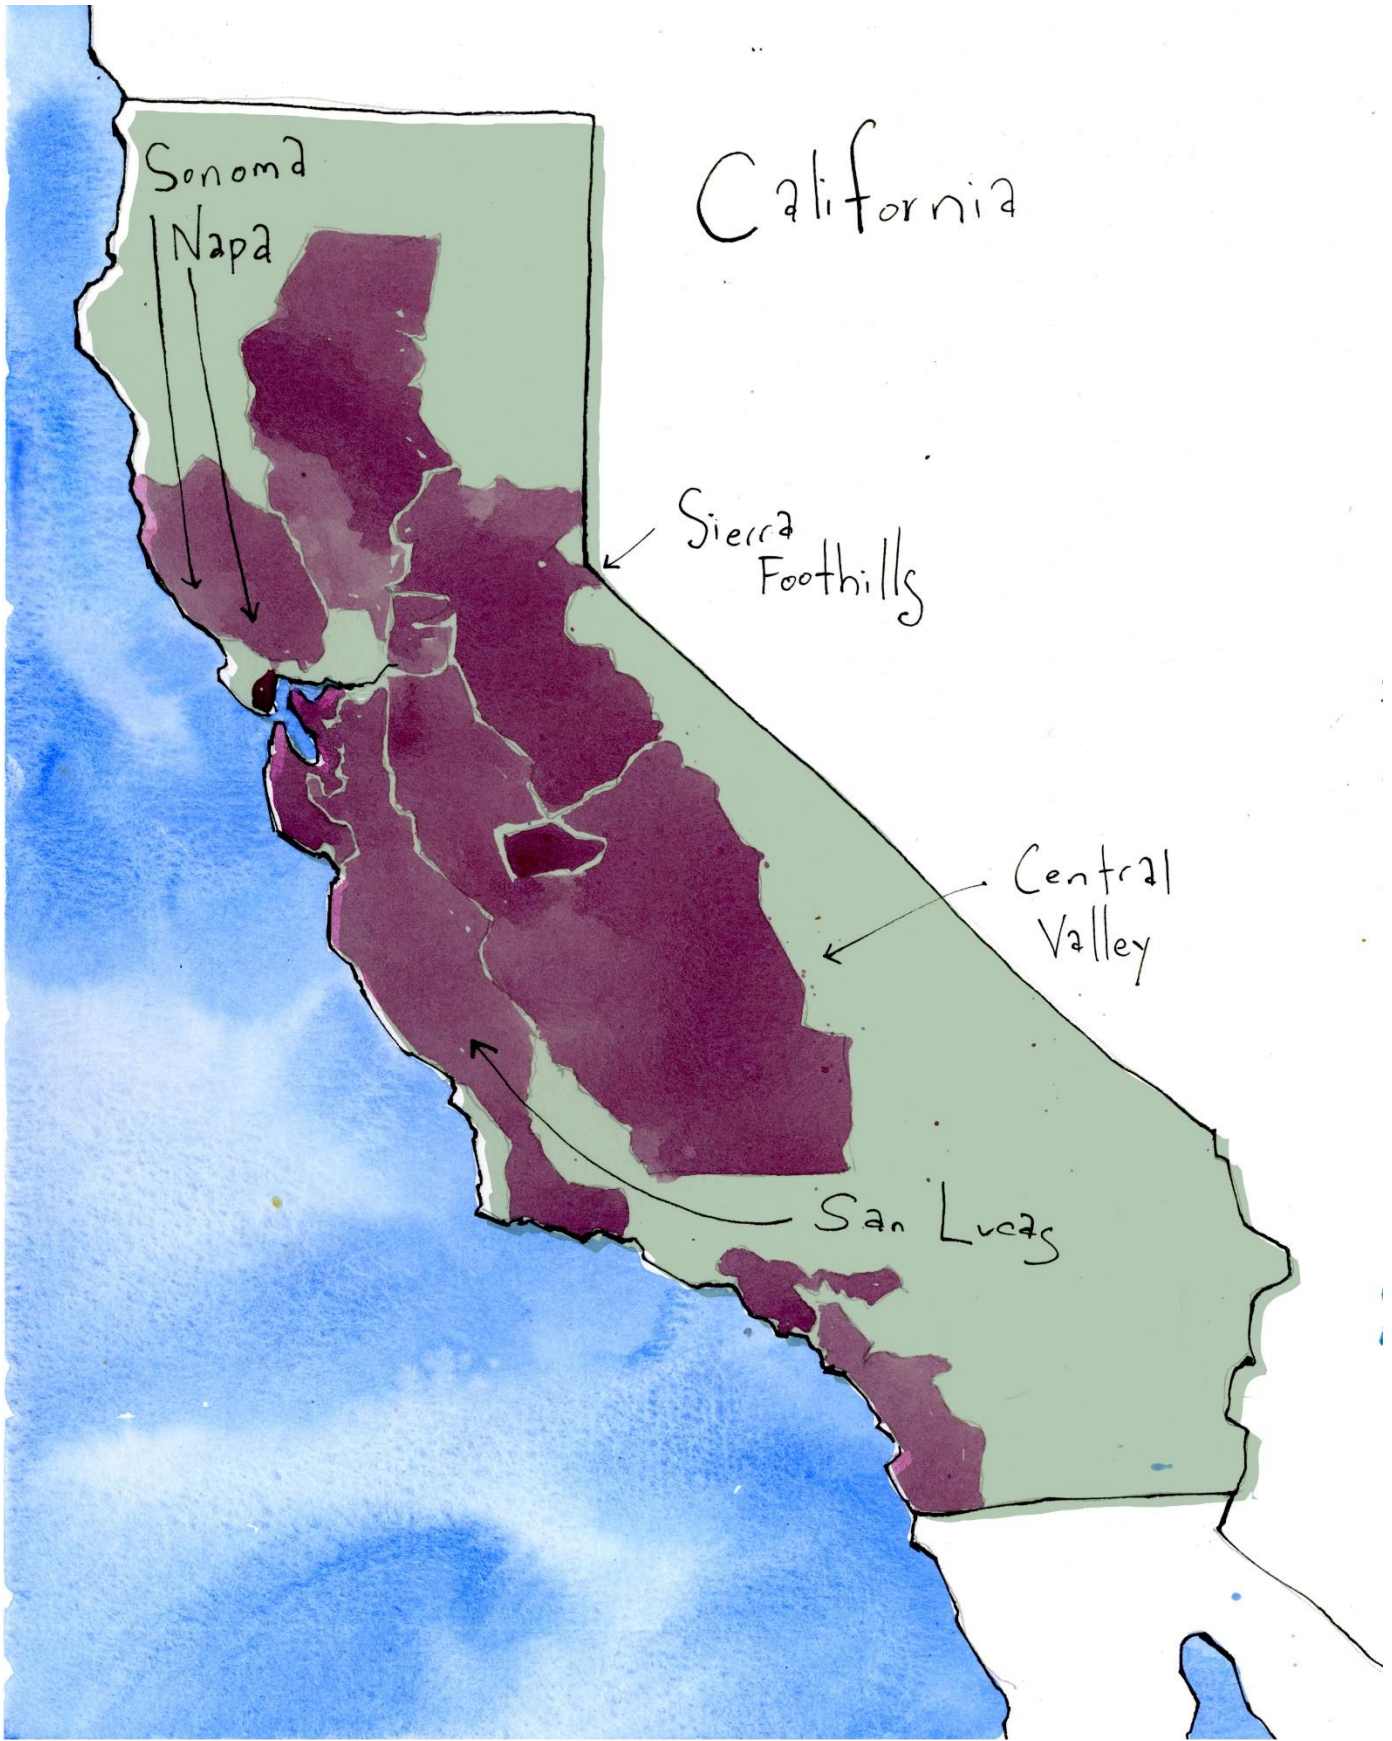 Sonoma
Napa
California
Sierra
Foothills
Central
Valley
San Lucas